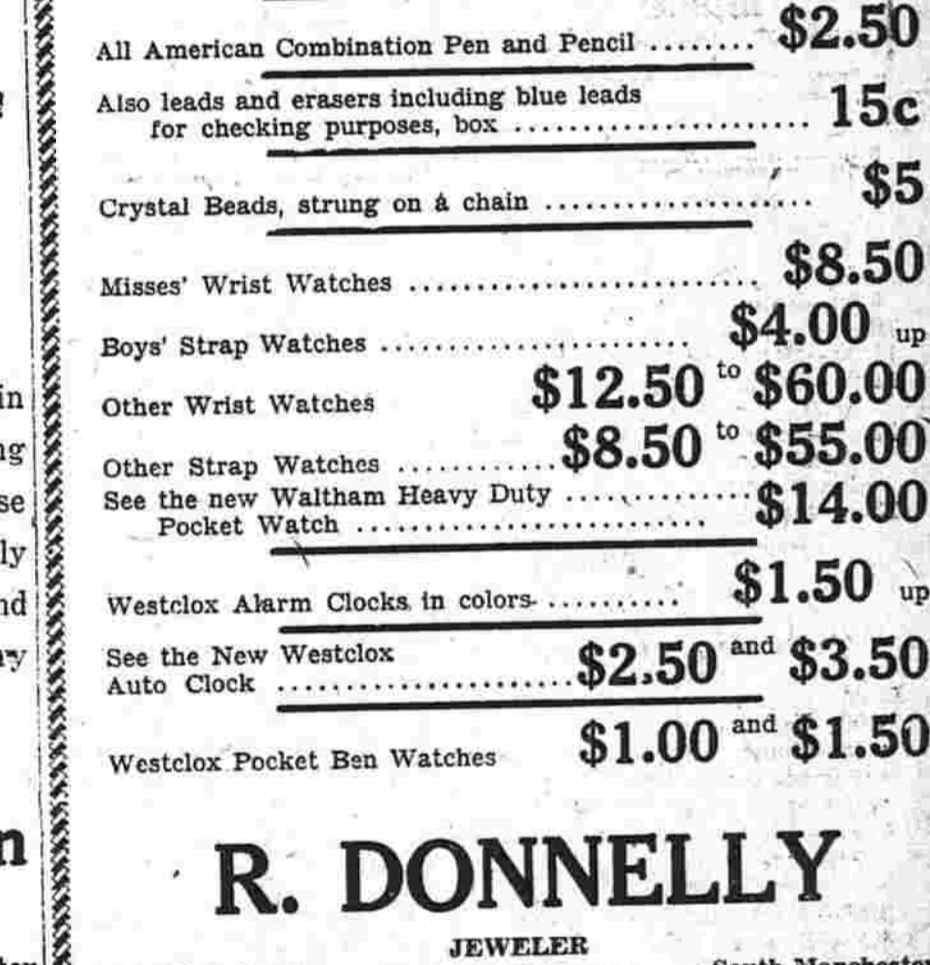 All American Combination Pen and Pencil ........ $2.50
Also leads and erasers including blue leads
for checking purposes, box ...................... 15c
Crystal Beads, strung on a chain .................... $5
Misses' Wrist Watches .......................... $8.50
Boys' Strap Watches ....................... $4.00 up
Other Wrist Watches $12.50 to $60.00
Other Strap Watches ............ $8.50 to $55.00
See the new Waltham Heavy Duty .............. $14.00
Pocket Watch ..........................
Westclox Alarm Clocks in colors .......... $1.50 up
See the New Westclox
Auto Clock ...................... $2.50 and $3.50
Westclox Pocket Ben Watches $1.00 and $1.50
R. DONNELLY
JEWELER
South Manchester